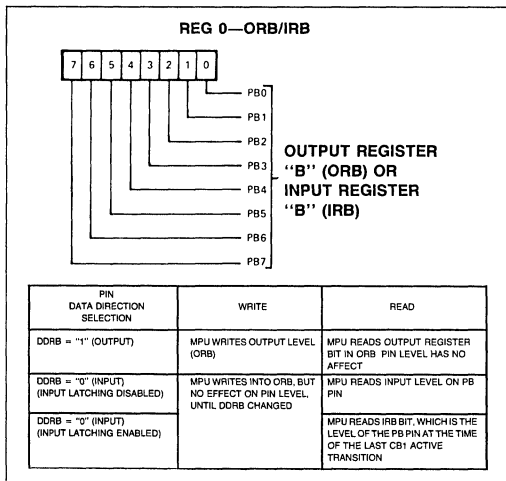 REG 0—ORB/IRB
7 6 5 4 3 2 1 0
PB0
PB1
PB2
PB3
PB4
PB5
PB6
PB7
OUTPUT REGISTER
"B" (ORB) OR
INPUT REGISTER
"B" (IRB)
PIN
DATA DIRECTION
SELECTION
WRITE
READ
DDRB = "1" (OUTPUT)
MPU WRITES OUTPUT LEVEL
(ORB)
MPU READS OUTPUT REGISTER
BIT IN ORB PIN LEVEL HAS NO
AFFECT
DDRB = "0" (INPUT)
(INPUT LATCHING DISABLED)
MPU WRITES INTO ORB, BUT
NO EFFECT ON PIN LEVEL,
UNTIL DDRB CHANGED
MPU READS INPUT LEVEL ON PB
PIN
DDRB = "0" (INPUT)
(INPUT LATCHING ENABLED)
MPU READS IRB BIT, WHICH IS THE
LEVEL OF THE PB PIN AT THE TIME
OF THE LAST CB1 ACTIVE
TRANSITION